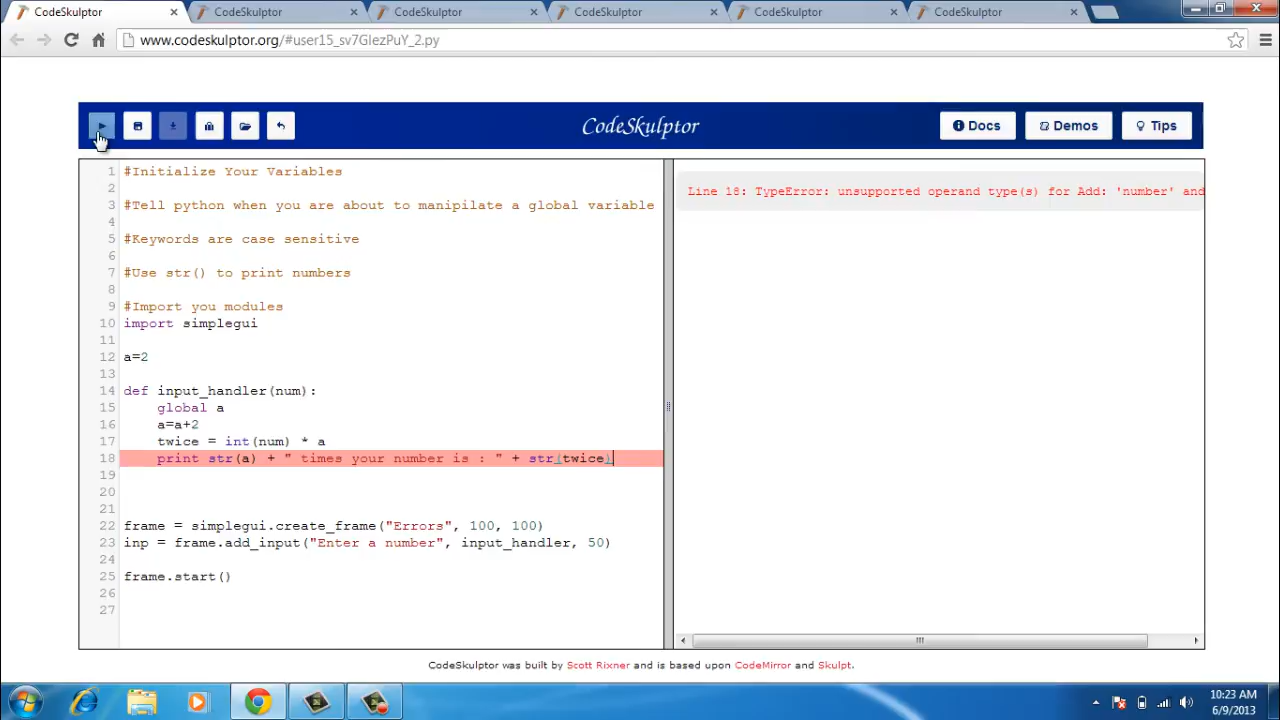 CodeSkulptor
CodeSkulptor
CodeSkulptor
CodeSkulptor
CodeSkulptor
CodeSkulptor
www.codeskulptor.org/#user15_sv7GlezPuY_2.py
CodeSkulptor
Docs
Demos
Tips
1 #Initialize Your Variables
2
3 #Tell python when you are about to manipilate a global variable
4
5 #Keywords are case sensitive
6
7 #Use str() to print numbers
8
9 #Import you modules
10 import simplegui
11
12 a=2
13
14 def input_handler(num):
15 global a
16 a=a+2
17 twice = int(num) * a
18 print str(a) + " times your number is : " + str(twice)
19
20
21
22 frame = simplegui.create_frame("Errors", 100, 100)
23 inp = frame.add_input("Enter a number", input_handler, 50)
24
25 frame.start()
26
27
Line 18: TypeError: unsupported operand type(s) for Add: 'number' and
CodeSkulptor was built by Scott Rixner and is based upon CodeMirror and Skulpt.
10:23 AM
6/9/2013